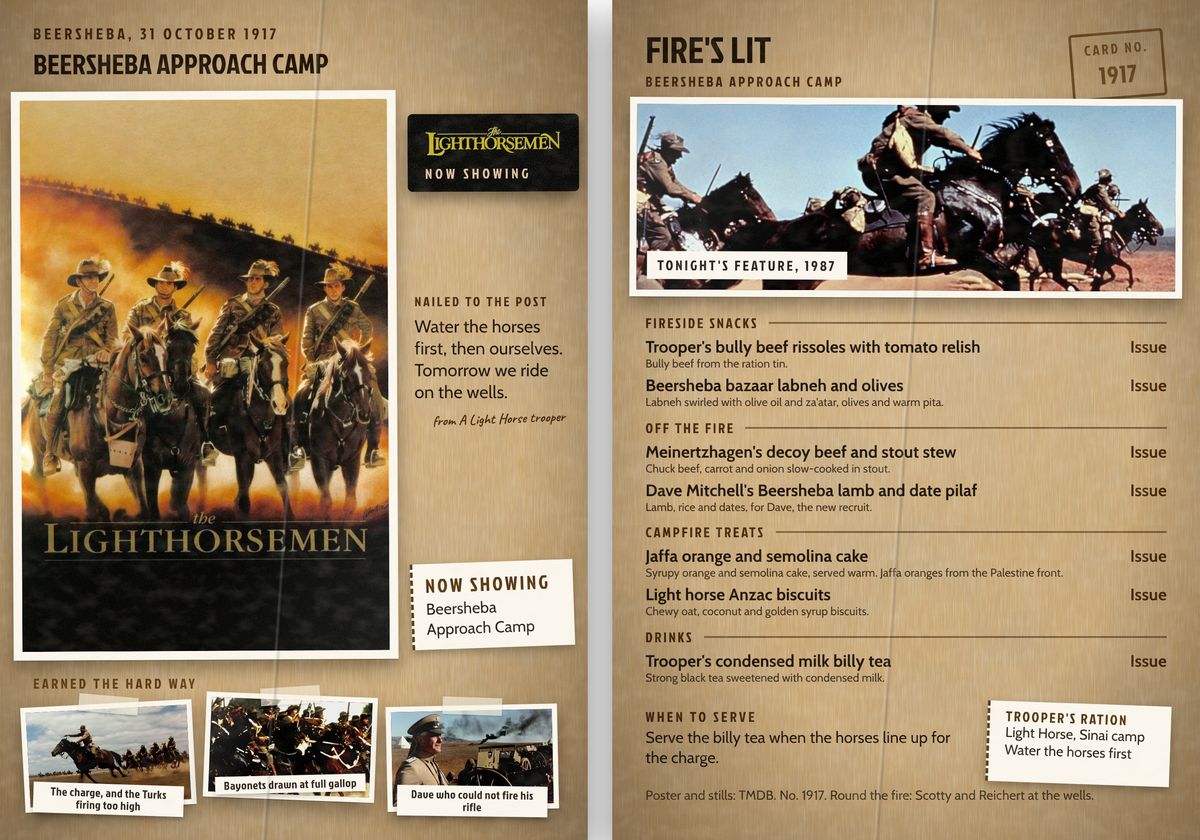 BEERSHEBA, 31 OCTOBER 1917
BEERSHEBA APPROACH CAMP
The
LIGHTHORSEMEN
NOW SHOWING
NAILED TO THE POST
Water the horses
first, then ourselves.
Tomorrow we ride
on the wells.
from A Light Horse trooper
the
LIGHTHORSEMEN
NOW SHOWING
Beersheba
Approach Camp
EARNED THE HARD WAY
The charge, and the Turks
firing too high
Bayonets drawn at full gallop
Dave who could not fire his
rifle
FIRE'S LIT
BEERSHEBA APPROACH CAMP
CARD NO.
1917
TONIGHT'S FEATURE, 1987
FIRESIDE SNACKS
Trooper's bully beef rissoles with tomato relish Issue
Bully beef from the ration tin.
Beersheba bazaar labneh and olives Issue
Labneh swirled with olive oil and za'atar, olives and warm pita.
OFF THE FIRE
Meinertzhagen's decoy beef and stout stew Issue
Chuck beef, carrot and onion slow-cooked in stout.
Dave Mitchell's Beersheba lamb and date pilaf Issue
Lamb, rice and dates, for Dave, the new recruit.
CAMPFIRE TREATS
Jaffa orange and semolina cake Issue
Syrupy orange and semolina cake, served warm. Jaffa oranges from the Palestine front.
Light horse Anzac biscuits Issue
Chewy oat, coconut and golden syrup biscuits.
DRINKS
Trooper's condensed milk billy tea Issue
Strong black tea sweetened with condensed milk.
WHEN TO SERVE
Serve the billy tea when the horses line up for
the charge.
TROOPER'S RATION
Light Horse, Sinai camp
Water the horses first
Poster and stills: TMDB. No. 1917. Round the fire: Scotty and Reichert at the wells.